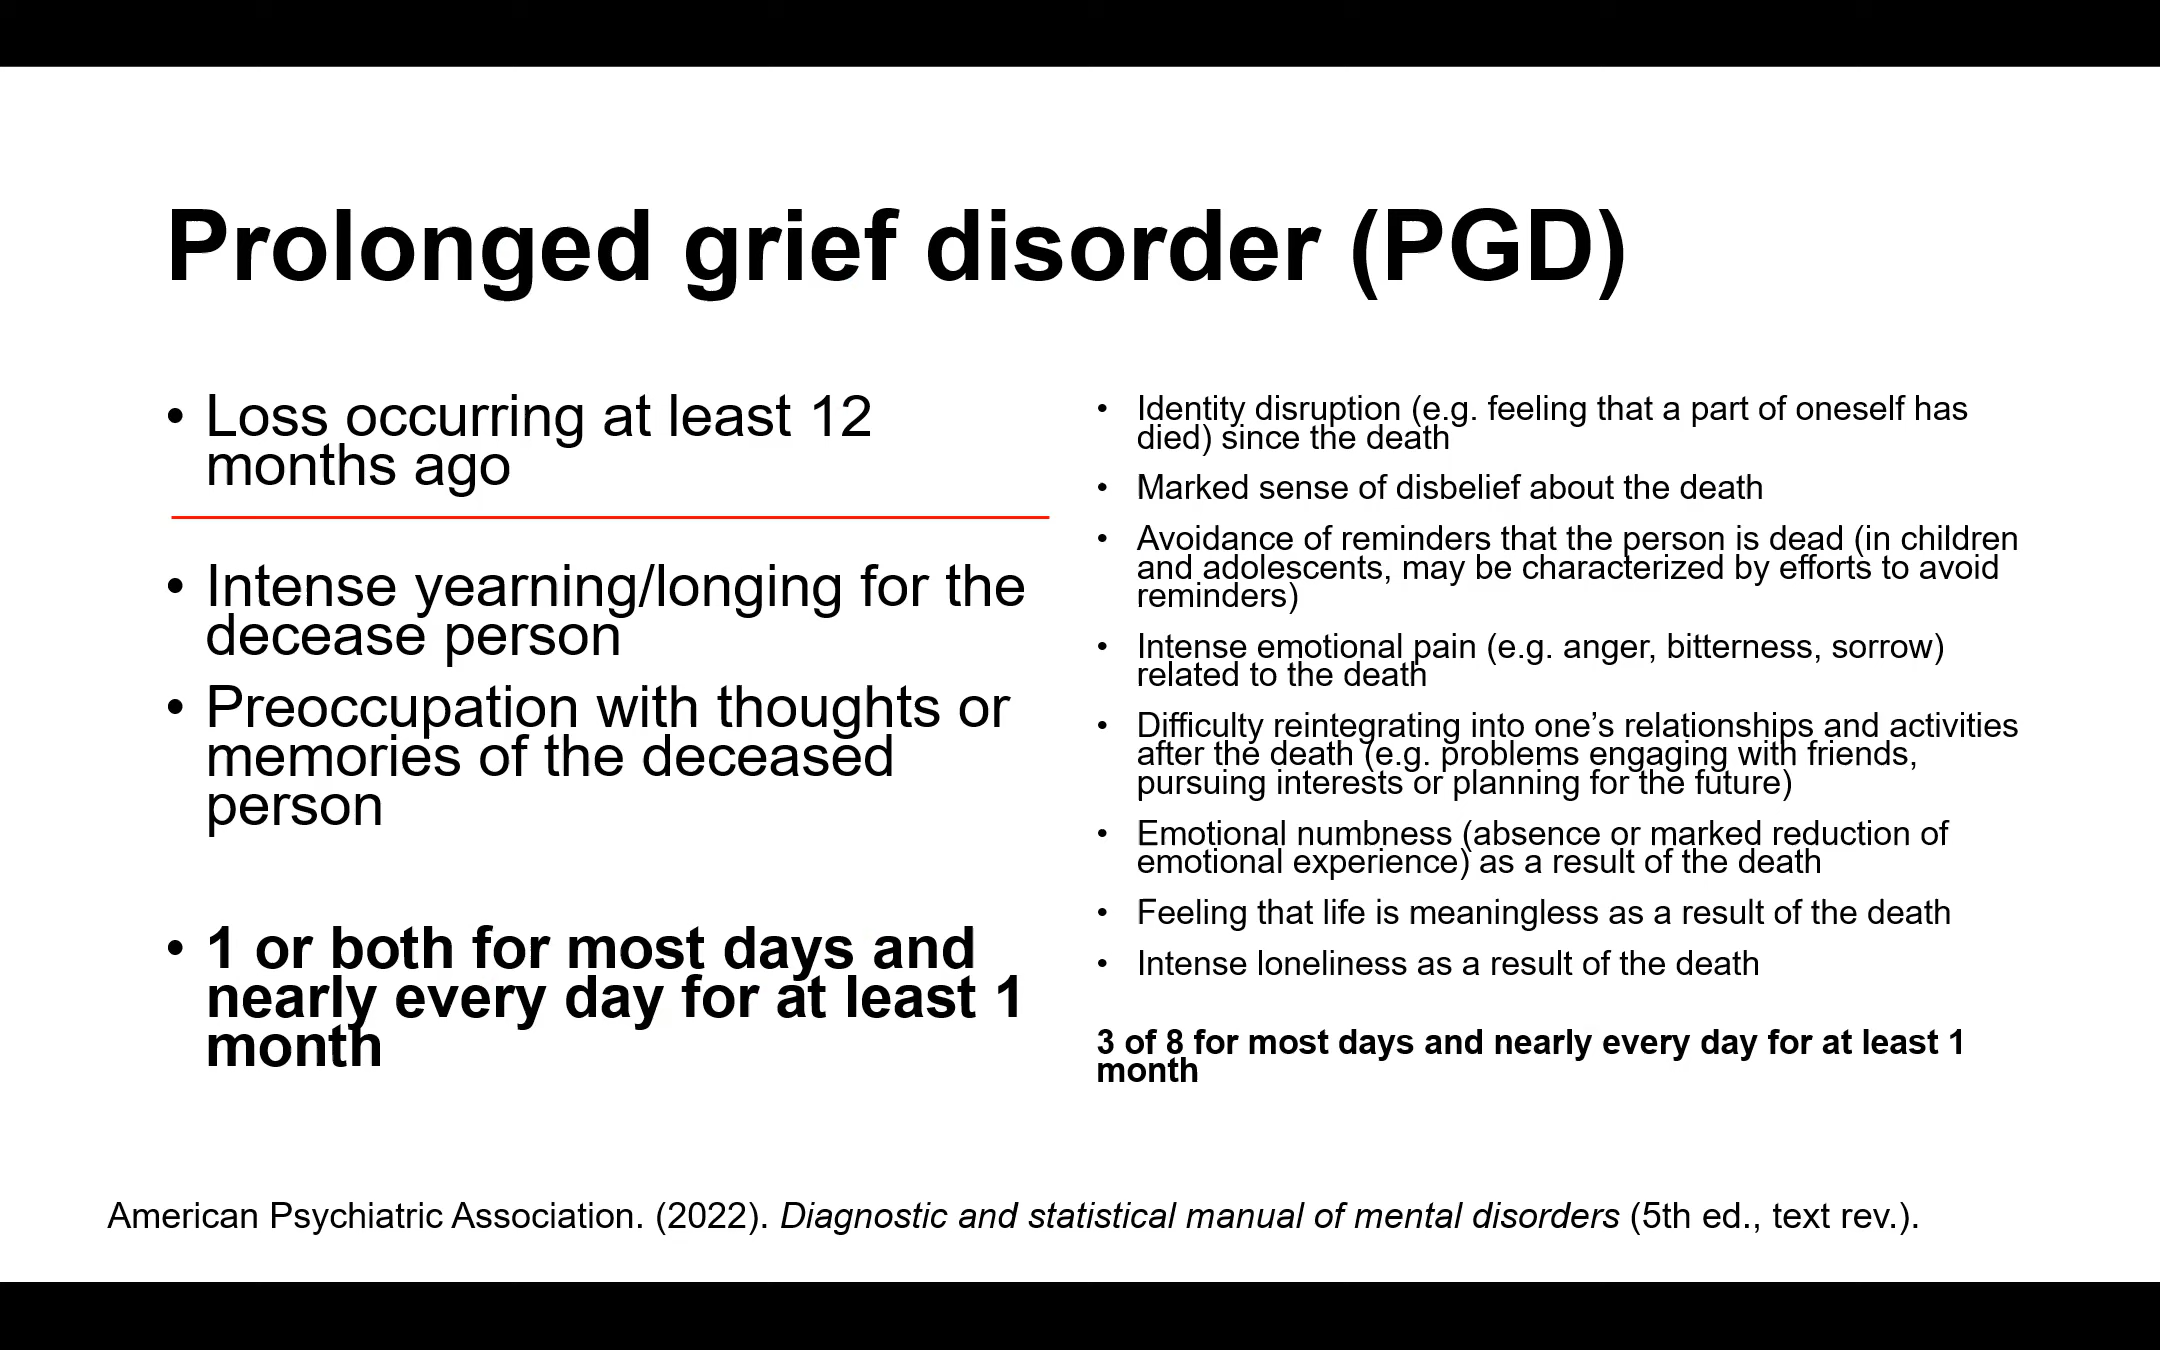 Prolonged grief disorder (PGD)
• Loss occurring at least 12
months ago
• Intense yearning/longing for the
decease person
• Preoccupation with thoughts or
memories of the deceased
person
• 1 or both for most days and
nearly every day for at least 1
month
• Identity disruption (e.g. feeling that a part of oneself has
died) since the death
• Marked sense of disbelief about the death
• Avoidance of reminders that the person is dead (in children
and adolescents, may be characterized by efforts to avoid
reminders)
• Intense emotional pain (e.g. anger, bitterness, sorrow)
related to the death
• Difficulty reintegrating into one’s relationships and activities
after the death (e.g. problems engaging with friends,
pursuing interests or planning for the future)
• Emotional numbness (absence or marked reduction of
emotional experience) as a result of the death
• Feeling that life is meaningless as a result of the death
• Intense loneliness as a result of the death
3 of 8 for most days and nearly every day for at least 1
month
American Psychiatric Association. (2022). Diagnostic and statistical manual of mental disorders (5th ed., text rev.).